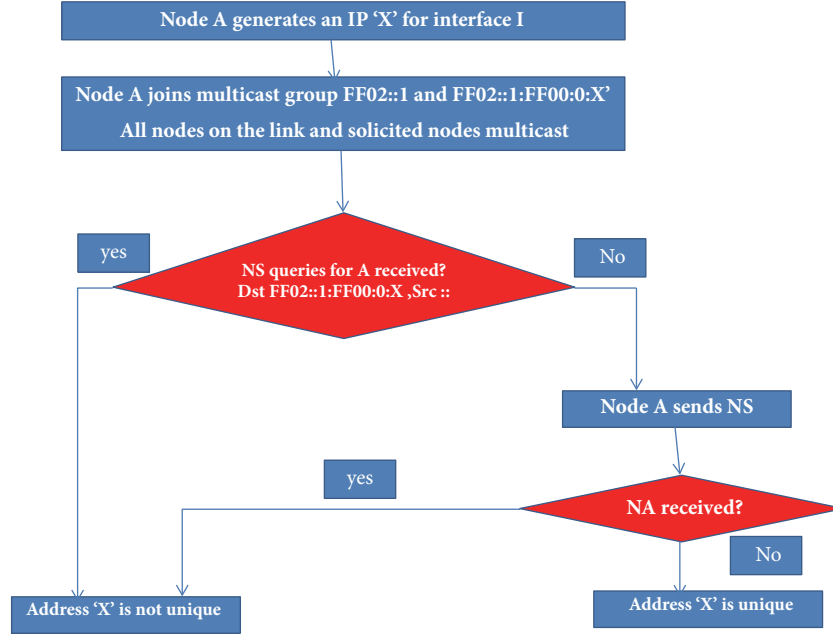 Node A generates an IP ‘X’ for interface I
Node A joins multicast group FF02::1 and FF02::1:FF00:0:X’
All nodes on the link and solicited nodes multicast
yes
No
NS queries for A received?
Dst FF02::1:FF00:0:X ,Src ::
Node A sends NS
yes
NA received?
No
Address ‘X’ is not unique
Address ‘X’ is unique